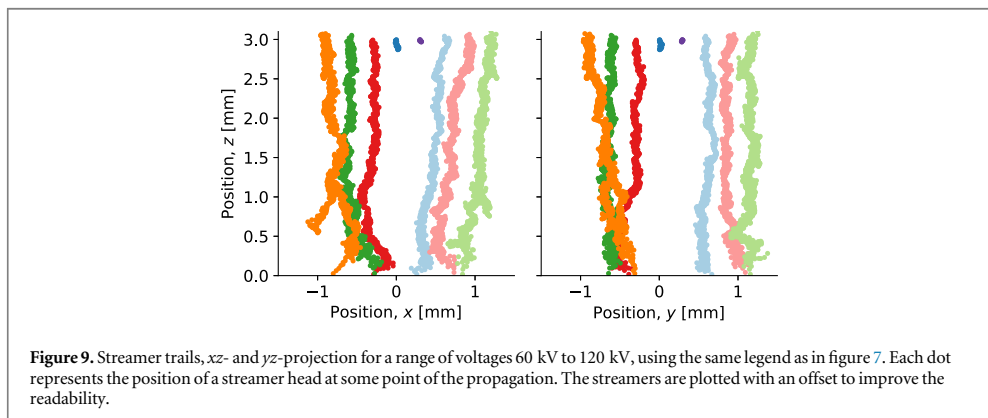 3.0
2.5
2.0
1.5
1.0
0.5
0.0
Position, z [mm]
−1 0 1
Position, x [mm]
−1 0 1
Position, y [mm]
Figure 9. Streamer trails, xz- and yz-projection for a range of voltages 60 kV to 120 kV, using the same legend as in figure 7. Each dot
represents the position of a streamer head at some point of the propagation. The streamers are plotted with an offset to improve the
readability.